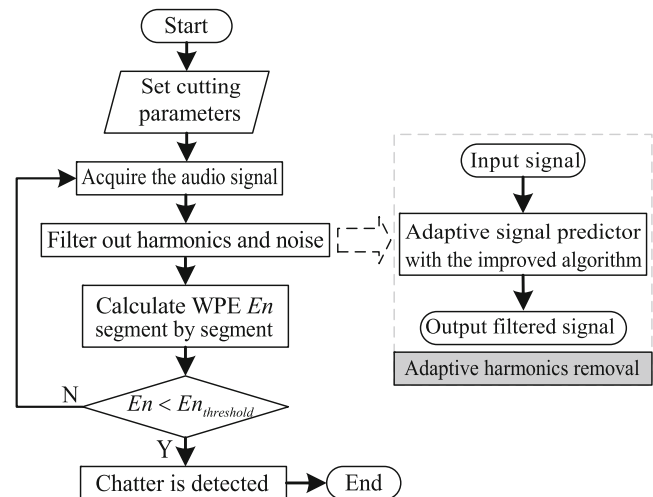 Start
Set cutting
parameters
Acquire the audio signal
Filter out harmonics and noise
Calculate WPE En
segment by segment
N
En < En_threshold
Y
Chatter is detected
End
Input signal
Adaptive signal predictor
with the improved algorithm
Output filtered signal
Adaptive harmonics removal